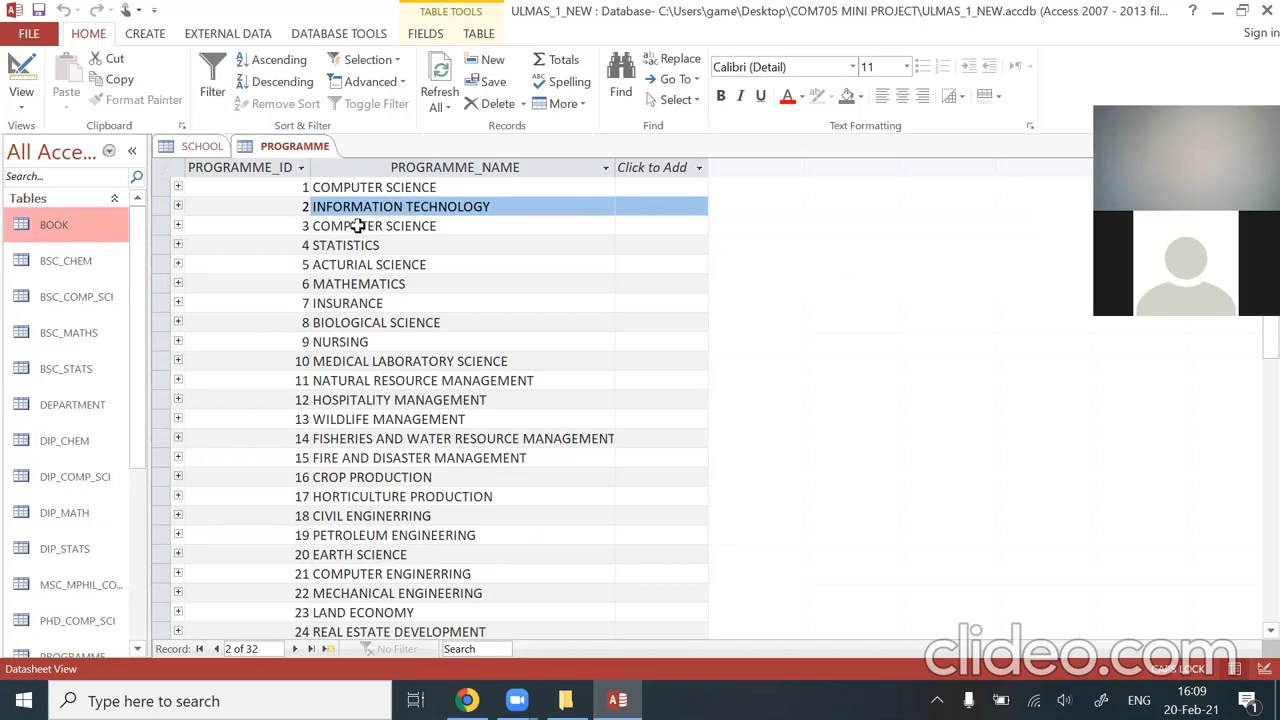 TABLE TOOLS
ULMAS_1_NEW : Database- C:\Users\game\Desktop\COM705 MINI PROJECT\ULMAS_1_NEW.accdb (Access 2007 - 2013 fil...
FILE HOME CREATE EXTERNAL DATA DATABASE TOOLS FIELDS TABLE Sign in
View
Views
Paste
Cut
Copy
Format Painter
Clipboard
Filter
Ascending
Descending
Remove Sort
Selection
Advanced
Toggle Filter
Sort & Filter
Refresh
All
New
Save
Delete
Totals
Spelling
More
Records
Find
Replace
Go To
Select
Find
Calibri (Detail) 11
B I U A
Text Formatting
All Acce...
Search...
Tables
BOOK
BSC_CHEM
BSC_COMP_SCI
BSC_MATHS
BSC_STATS
DEPARTMENT
DIP_CHEM
DIP_COMP_SCI
DIP_MATH
DIP_STATS
MSC_MPHIL_CO...
PHD_COMP_SCI
PROGRAMME
SCHOOL PROGRAMME
PROGRAMME_ID PROGRAMME_NAME Click to Add
1 COMPUTER SCIENCE
2 INFORMATION TECHNOLOGY
3 COMPUTER SCIENCE
4 STATISTICS
5 ACTURIAL SCIENCE
6 MATHEMATICS
7 INSURANCE
8 BIOLOGICAL SCIENCE
9 NURSING
10 MEDICAL LABORATORY SCIENCE
11 NATURAL RESOURCE MANAGEMENT
12 HOSPITALITY MANAGEMENT
13 WILDLIFE MANAGEMENT
14 FISHERIES AND WATER RESOURCE MANAGEMENT
15 FIRE AND DISASTER MANAGEMENT
16 CROP PRODUCTION
17 HORTICULTURE PRODUCTION
18 CIVIL ENGINERRING
19 PETROLEUM ENGINEERING
20 EARTH SCIENCE
21 COMPUTER ENGINERRING
22 MECHANICAL ENGINEERING
23 LAND ECONOMY
24 REAL ESTATE DEVELOPMENT
Record: 2 of 32 No Filter Search
clideo.com
Datasheet View CAPS LOCK
Type here to search
ENG
16:09
20-Feb-21
1